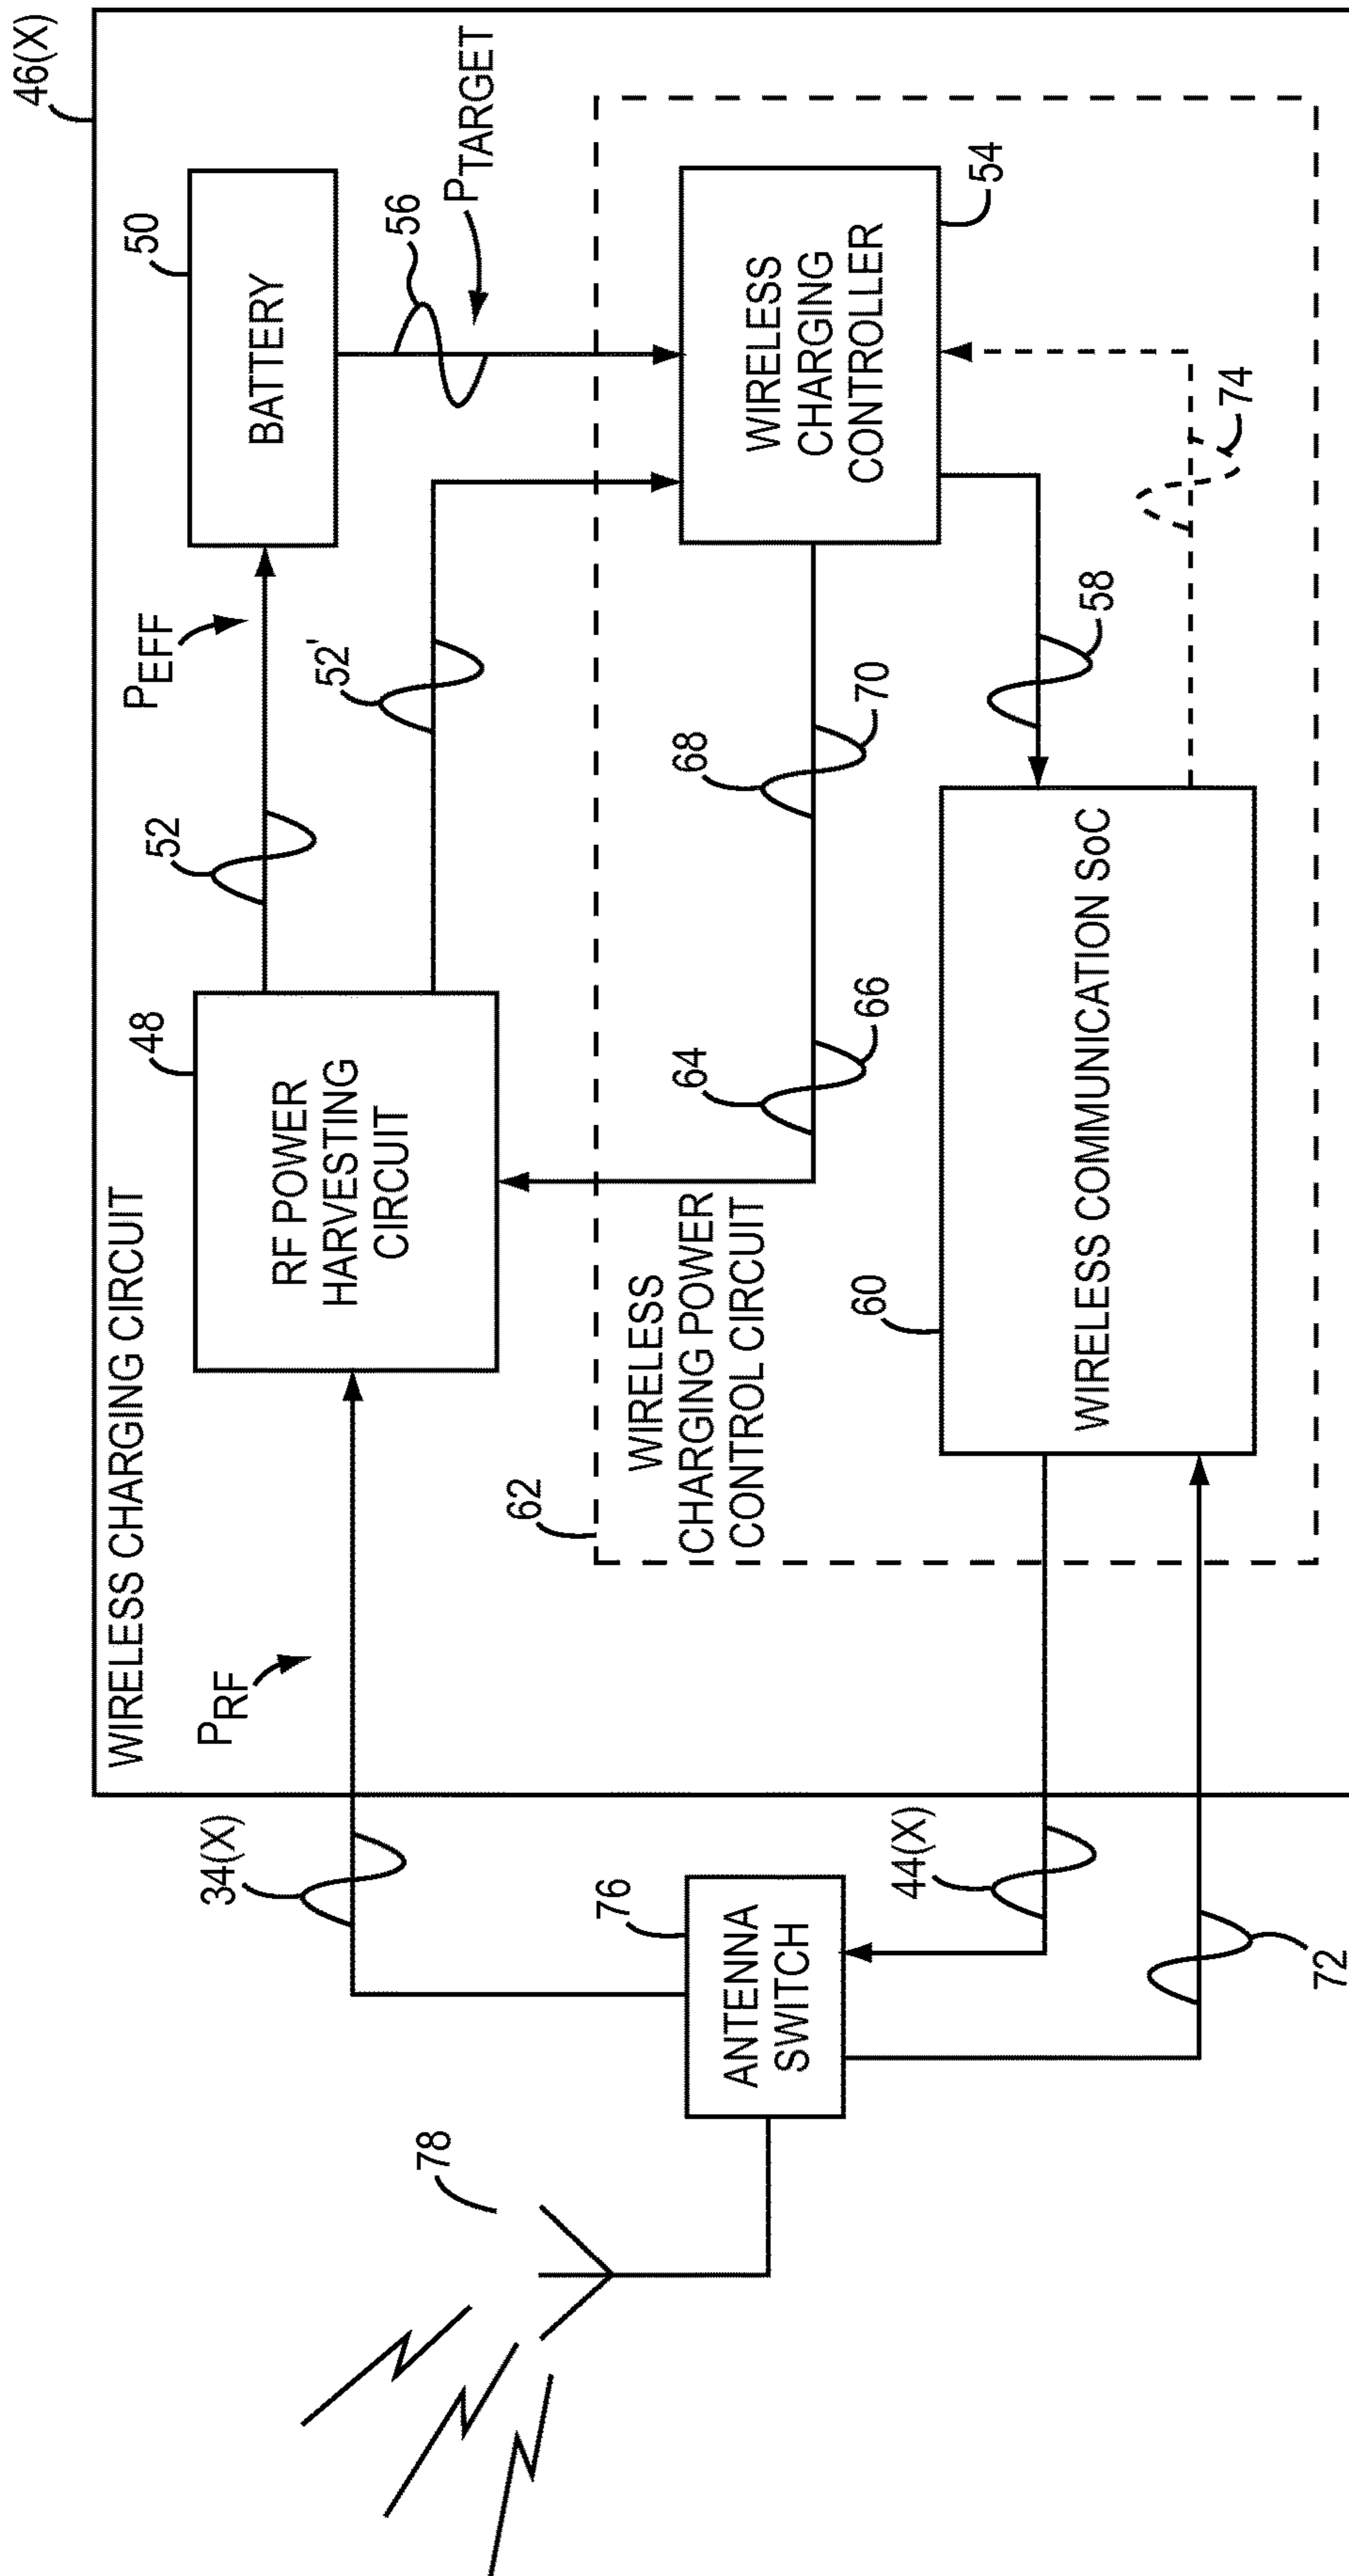 46(X)
WIRELESS CHARGING CIRCUIT
34(X)
PRF
48
RF POWER
HARVESTING
CIRCUIT
52
PEFF
50
BATTERY
52'
56
PTARGET
78
76
ANTENNA
SWITCH
62
WIRELESS
CHARGING POWER
CONTROL CIRCUIT
64
66
68
70
WIRELESS
CHARGING
CONTROLLER
54
44(X)
72
60
WIRELESS COMMUNICATION SoC
58
74